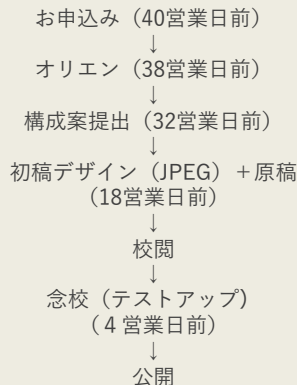 お申込み（40営業日前）
↓
オリエン（38営業日前）
↓
構成案提出（32営業日前）
↓
初稿デザイン（JPEG）＋原稿
（18営業日前）
↓
校閲
↓
念校（テストアップ）
（４営業日前）
↓
公開